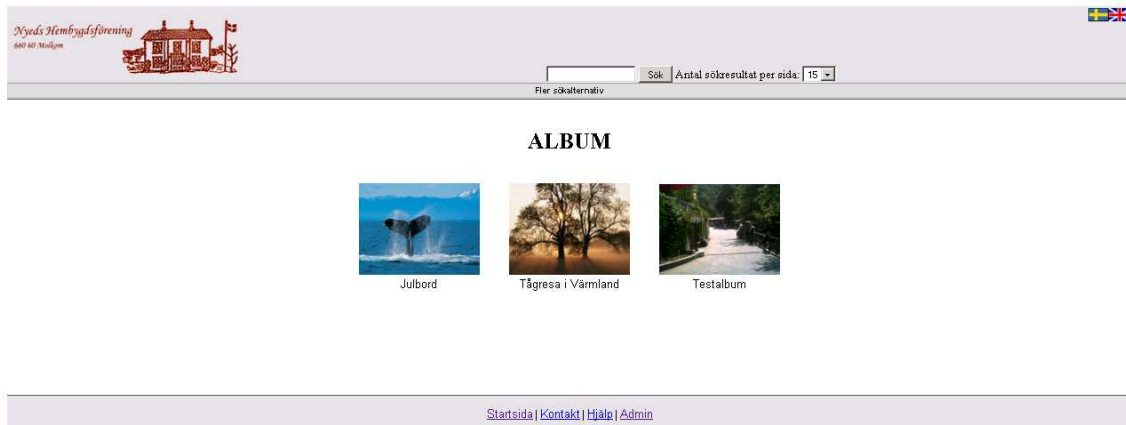 Nyeds Hembygdsförening
660 60 Molkom
Sök Antal sökresultat per sida: 15
Fler sökalternativ
ALBUM
Julbord Tågresa i Värmland Testalbum
Startsida | Kontakt | Hjälp | Admin